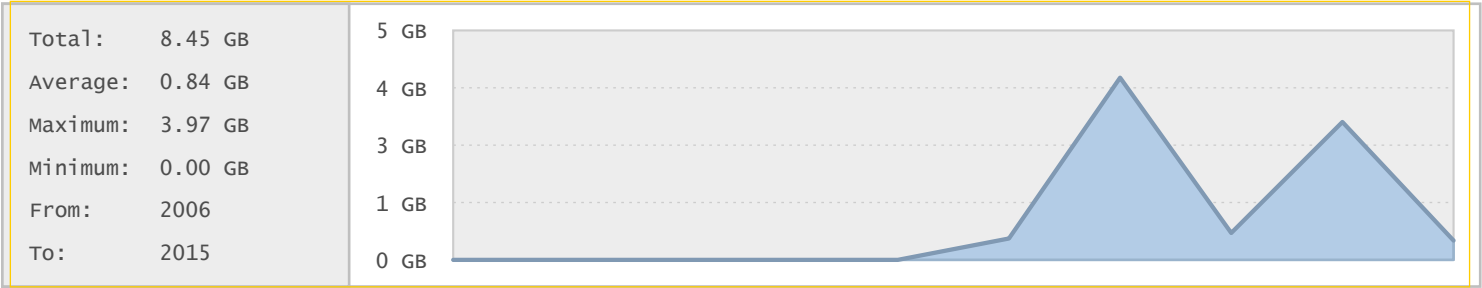 Total: 8.45 GB
Average: 0.84 GB
Maximum: 3.97 GB
Minimum: 0.00 GB
From: 2006
To: 2015
5 GB
4 GB
3 GB
1 GB
0 GB